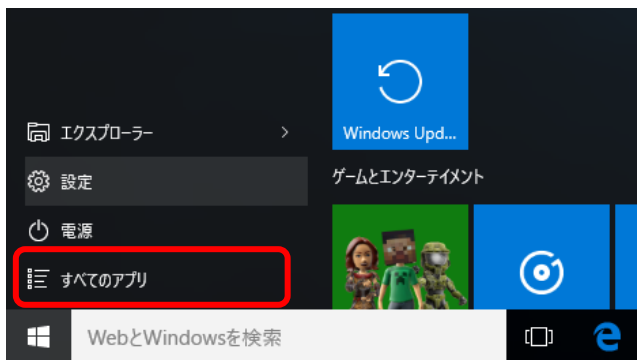 Windows Upd...
エクスプローラー
設定
ゲームとエンターテイメント
電源
すべてのアプリ
WebとWindowsを検索